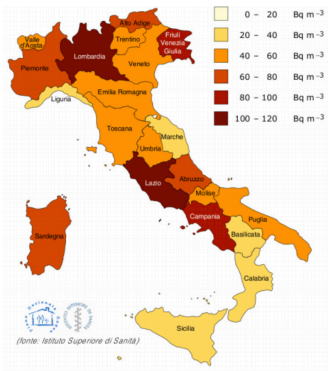 0 - 20 Bq m-3
20 - 40 Bq m-3
40 - 60 Bq m-3
60 - 80 Bq m-3
80 - 100 Bq m-3
100 - 120 Bq m-3
Alto Adige
Valle
d'Aosta
Trentino
Friuli
Venezia
Giulia
Lombardia
Veneto
Piemonte
Emilia Romagna
Liguria
Toscana
Marche
Umbria
Lazio
Abruzzo
Molise
Campania
Puglia
Basilicata
Sardegna
Calabria
Sicilia
(fonte: Istituto Superiore di Sanità)